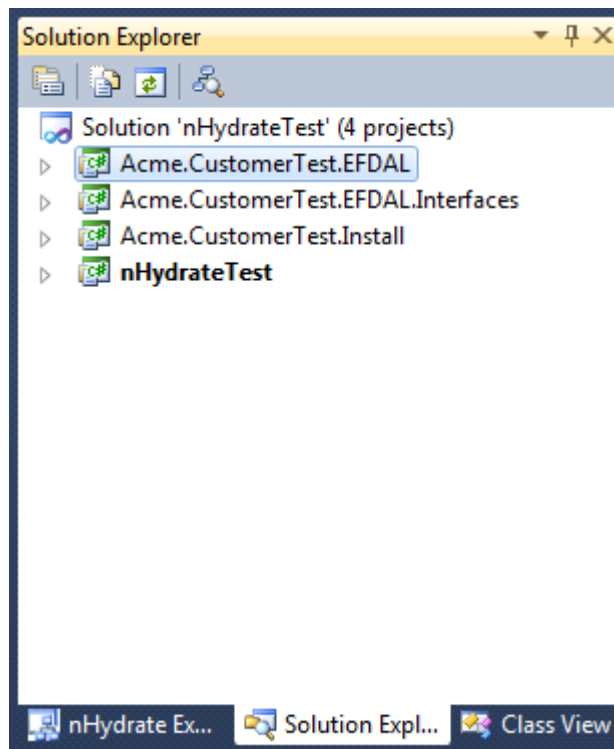 Solution Explorer
Solution 'nHydrateTest' (4 projects)
Acme.CustomerTest.EFDAL
Acme.CustomerTest.EFDAL.Interfaces
Acme.CustomerTest.Install
nHydrateTest
nHydrate Ex... Solution Expl... Class View